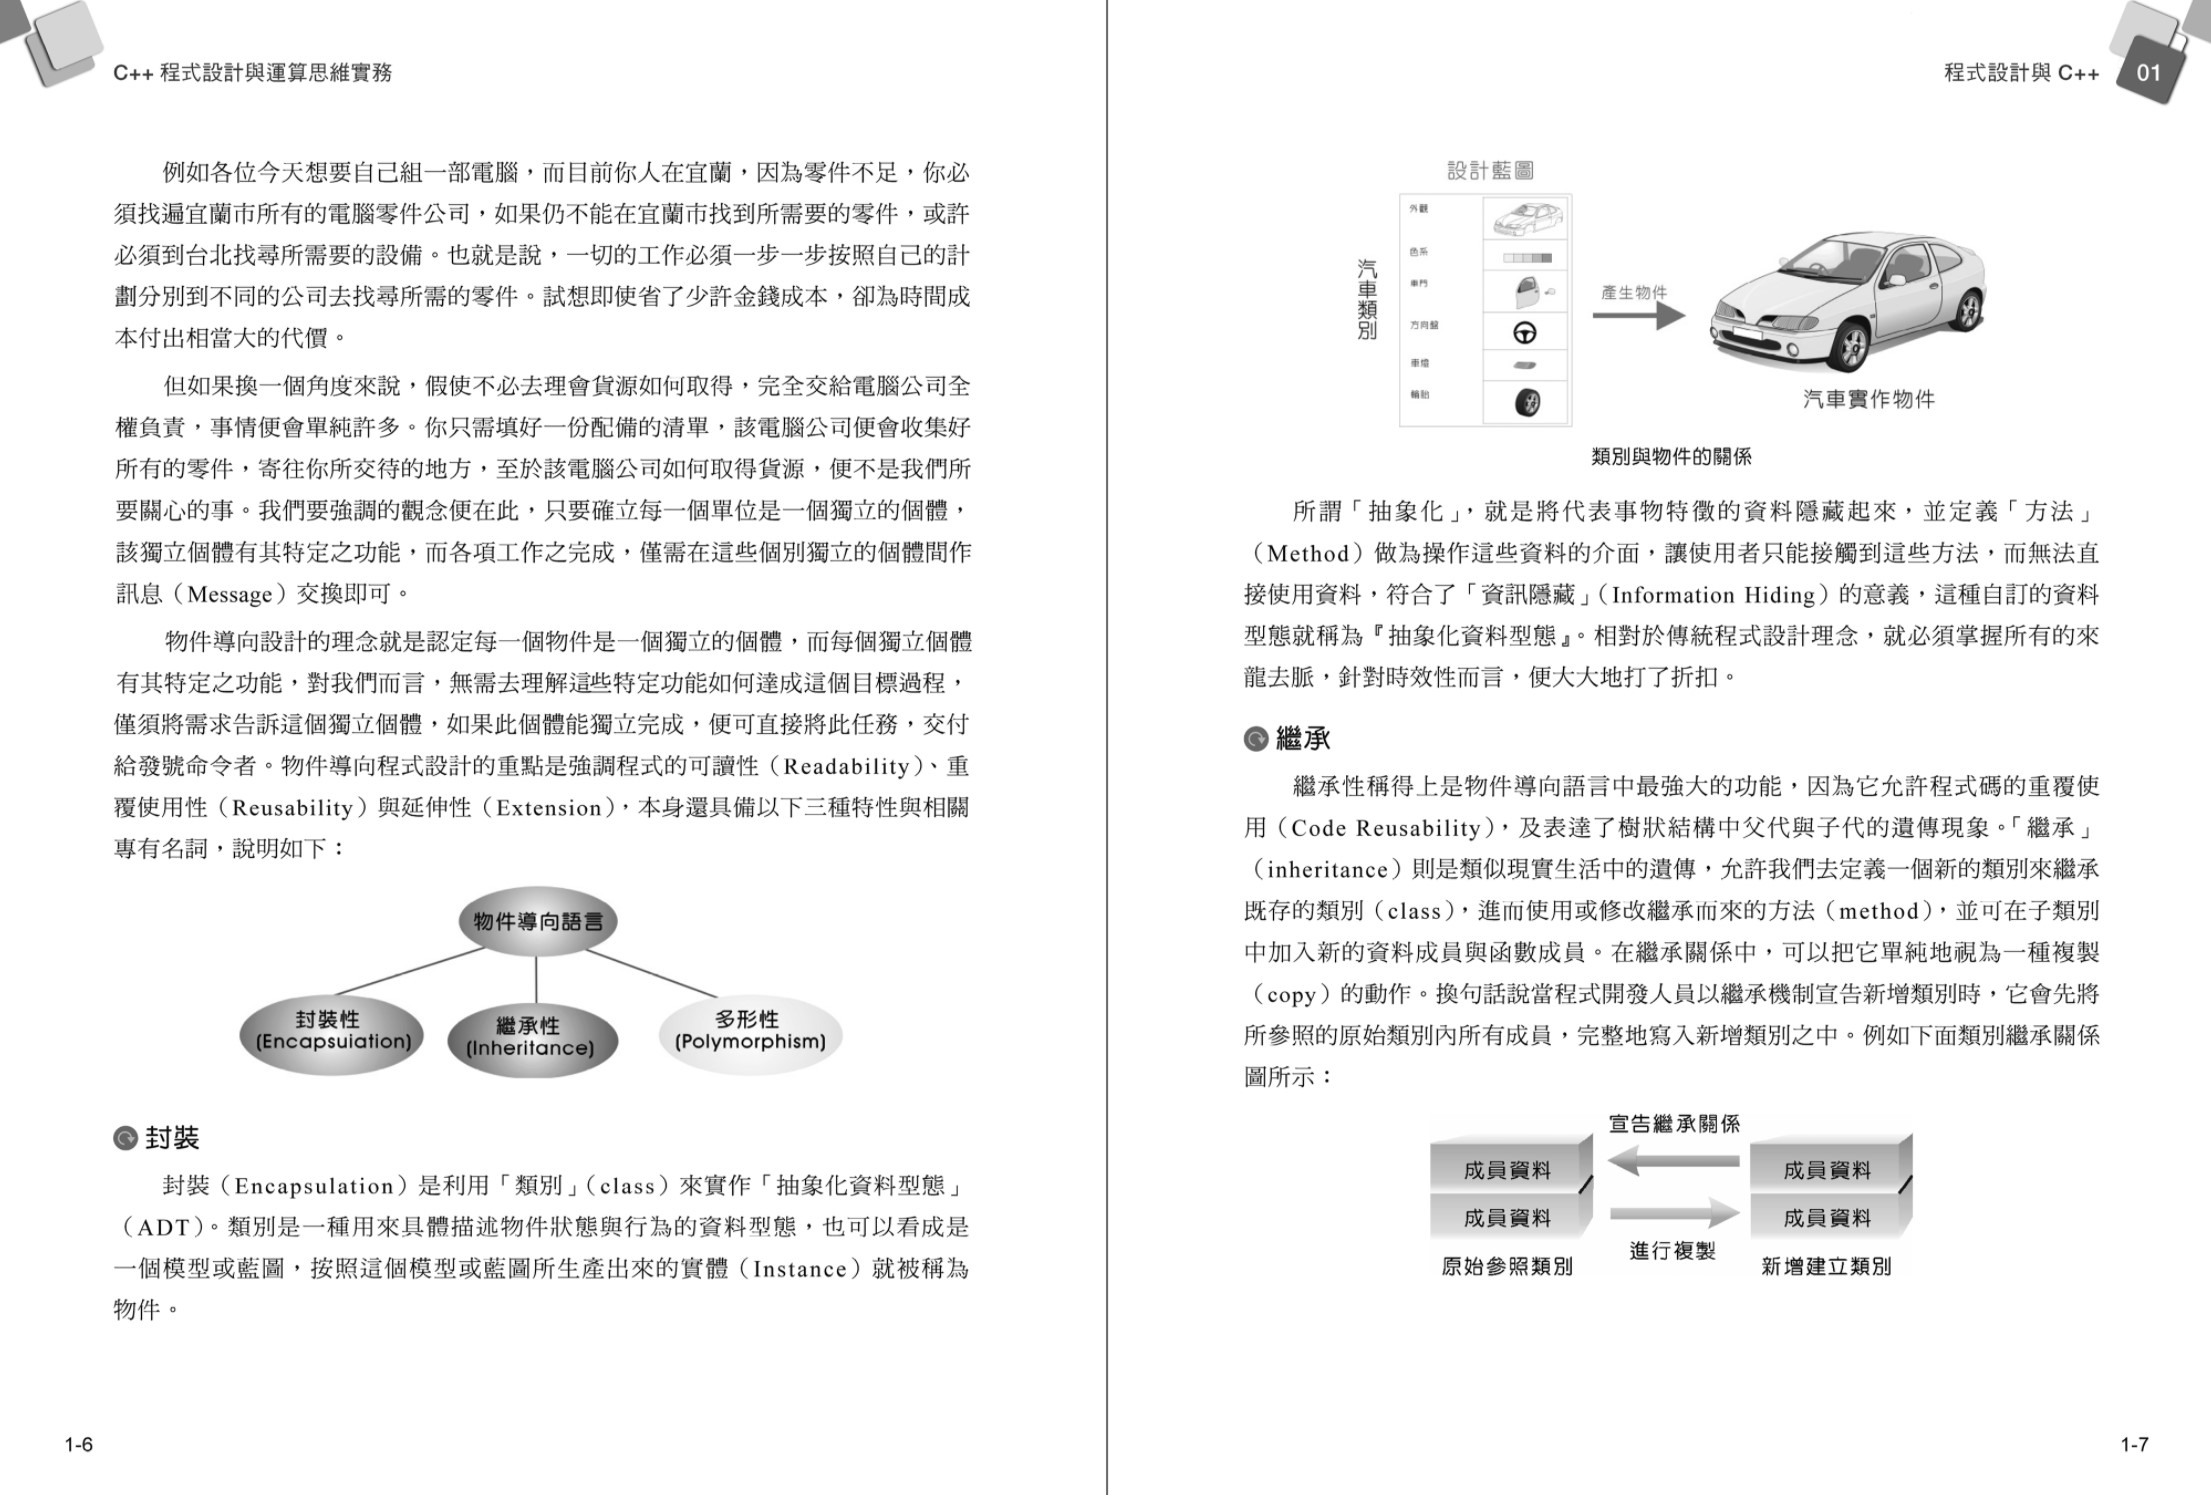 C++ 程式設計與運算思維實務
例如各位今天想要自己組一部電腦，而目前你人在宜蘭，因為零件不足，你必
須找遍宜蘭市所有的電腦零件公司，如果仍不能在宜蘭市找到所需要的零件，或許
必須到台北找尋所需要的設備。也就是說，一切的工作必須一步一步按照自己的計
劃分別到不同的公司去找尋所需的零件。試想即使省了少許金錢成本，卻為時間成
本付出相當大的代價。
但如果換一個角度來說，假使不必去理會貨源如何取得，完全交給電腦公司全
權負責，事情便會單純許多。你只需填好一份配備的清單，該電腦公司便會收集好
所有的零件，寄往你所交待的地方，至於該電腦公司如何取得貨源，便不是我們所
要關心的事。我們要強調的觀念便在此，只要確立每一個單位是一個獨立的個體，
該獨立個體有其特定之功能，而各項工作之完成，僅需在這些個別獨立的個體間作
訊息（Message）交換即可。
物件導向設計的理念就是認定每一個物件是一個獨立的個體，而每個獨立個體
有其特定之功能，對我們而言，無需去理解這些特定功能如何達成這個目標過程，
僅須將需求告訴這個獨立個體，如果此個體能獨立完成，便可直接將此任務，交付
給發號命令者。物件導向程式設計的重點是強調程式的可讀性（Readability）、重
覆使用性（Reusability）與延伸性（Extension），本身還具備以下三種特性與相關
專有名詞，說明如下：
物件導向語言
封裝性
(Encapsuiation)
繼承性
(Inheritance)
多形性
(Polymorphism)
封裝
封裝（Encapsulation）是利用「類別」（class）來實作「抽象化資料型態」
（ADT）。類別是一種用來具體描述物件狀態與行為的資料型態，也可以看成是
一個模型或藍圖，按照這個模型或藍圖所生產出來的實體（Instance）就被稱為
物件。
1-6
程式設計與 C++
01
設計藍圖
汽車類別
外觀
色系
車門
方向盤
車燈
輪胎
產生物件
汽車實作物件
類別與物件的關係
所謂「抽象化」，就是將代表事物特徵的資料隱藏起來，並定義「方法」
（Method）做為操作這些資料的介面，讓使用者只能接觸到這些方法，而無法直
接使用資料，符合了「資訊隱藏」（Information Hiding）的意義，這種自訂的資料
型態就稱為『抽象化資料型態』。相對於傳統程式設計理念，就必須掌握所有的來
龍去脈，針對時效性而言，便大大地打了折扣。
繼承
繼承性稱得上是物件導向語言中最強大的功能，因為它允許程式碼的重覆使
用（Code Reusability），及表達了樹狀結構中父代與子代的遺傳現象。「繼承」
（inheritance）則是類似現實生活中的遺傳，允許我們去定義一個新的類別來繼承
既存的類別（class），進而使用或修改繼承而來的方法（method），並可在子類別
中加入新的資料成員與函數成員。在繼承關係中，可以把它單純地視為一種複製
（copy）的動作。換句話說當程式開發人員以繼承機制宣告新增類別時，它會先將
所參照的原始類別內所有成員，完整地寫入新增類別之中。例如下面類別繼承關係
圖所示：
宣告繼承關係
成員資料
成員資料
成員資料
成員資料
進行複製
原始參照類別
新增建立類別
1-7